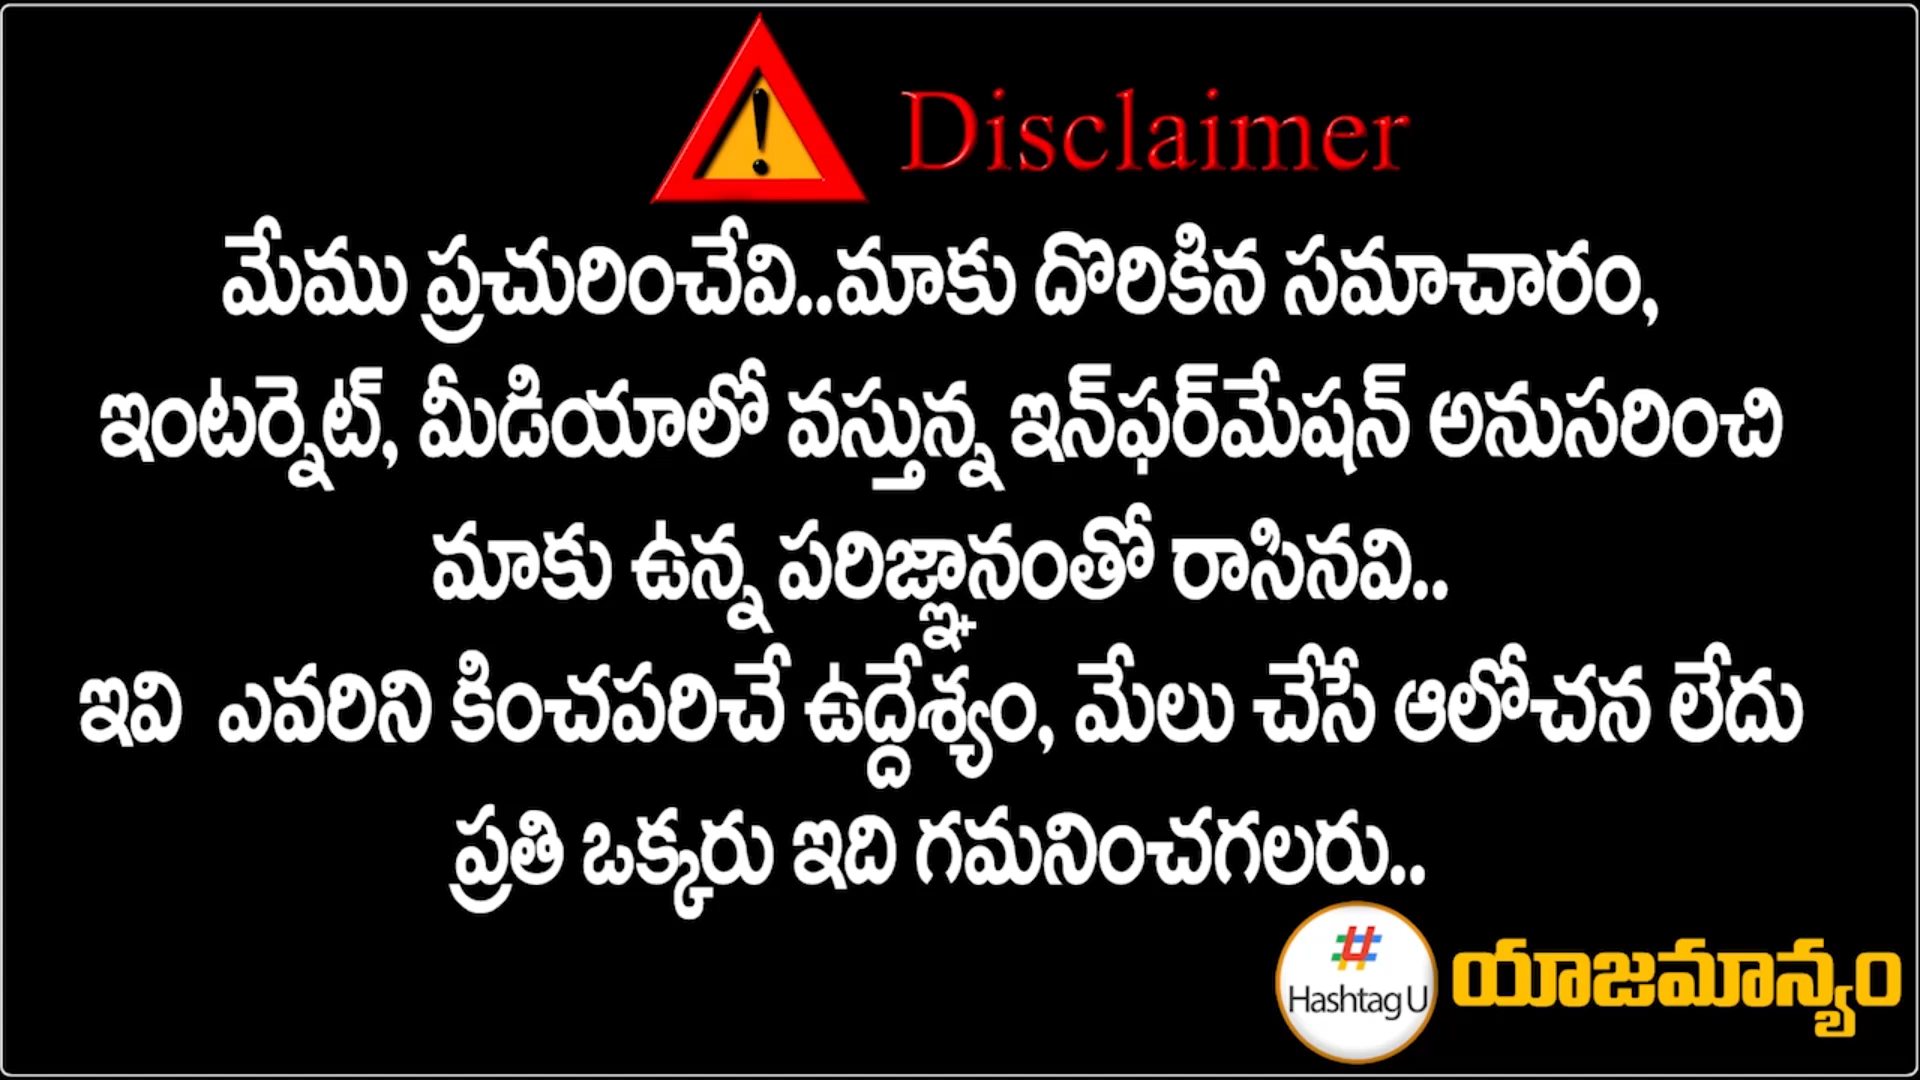 Disclaimer
మేము ప్రచురించేవి..మాకు దొరికిన సమాచారం,
ఇంటర్నెట్, మీడియాలో వస్తున్న ఇన్‌ఫర్‌మేషన్ అనుసరించి
మాకు ఉన్న పరిజ్ఞానంతో రాసినవి..
ఇవి ఎవరిని కించపరిచే ఉద్దేశ్యం, మేలు చేసే ఆలోచన లేదు
ప్రతి ఒక్కరు ఇది గమనించగలరు..
#
Hashtag U
యాజమాన్యం